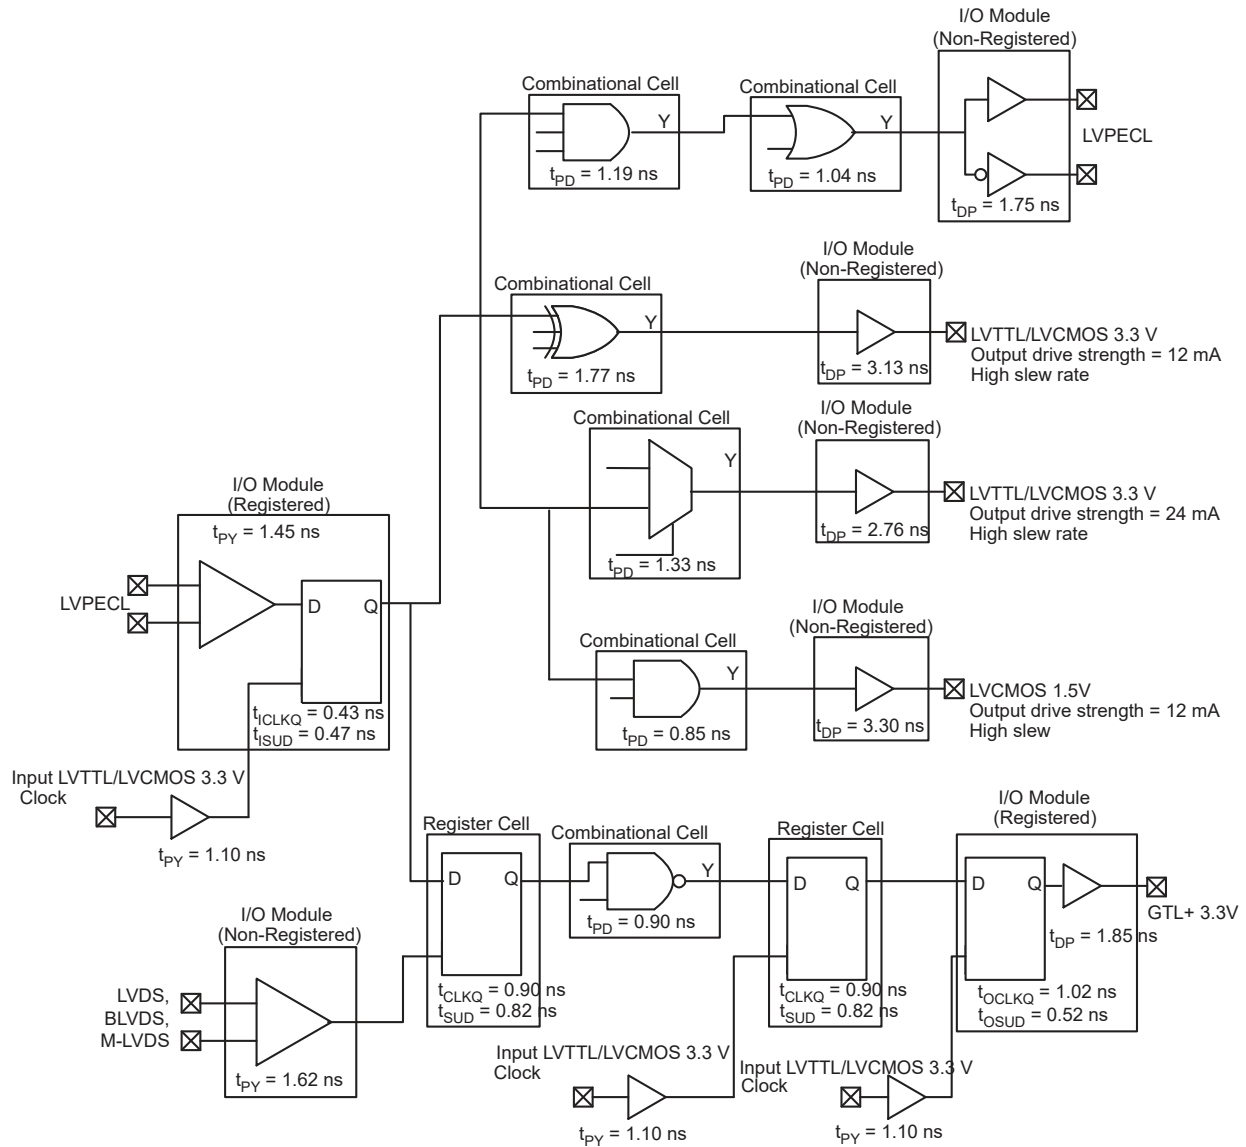 I/O Module
(Non-Registered)
Combinational Cell
Y
tPD = 1.19 ns
Combinational Cell
Y
tPD = 1.04 ns
LVPECL
tDP = 1.75 ns
I/O Module
(Non-Registered)
Combinational Cell
Y
tPD = 1.77 ns
tDP = 3.13 ns
LVTTL/LVCMOS 3.3 V
Output drive strength = 12 mA
High slew rate
I/O Module
(Non-Registered)
Combinational Cell
Y
tPD = 1.33 ns
tDP = 2.76 ns
LVTTL/LVCMOS 3.3 V
Output drive strength = 24 mA
High slew rate
I/O Module
(Registered)
tPY = 1.45 ns
LVPECL
D
Q
tICLKQ = 0.43 ns
tISUD = 0.47 ns
Input LVTTL/LVCMOS 3.3 V
Clock
tPY = 1.10 ns
I/O Module
(Non-Registered)
Combinational Cell
Y
tPD = 0.85 ns
tDP = 3.30 ns
LVCMOS 1.5V
Output drive strength = 12 mA
High slew
Register Cell
D
Q
tCLKQ = 0.90 ns
tSUD = 0.82 ns
Combinational Cell
Y
tPD = 0.90 ns
Register Cell
D
Q
tCLKQ = 0.90 ns
tSUD = 0.82 ns
I/O Module
(Registered)
D
Q
GTL+ 3.3V
tDP = 1.85 ns
tOCLKQ = 1.02 ns
tOSUD = 0.52 ns
I/O Module
(Non-Registered)
LVDS,
BLVDS,
M-LVDS
tPY = 1.62 ns
Input LVTTL/LVCMOS 3.3 V
Clock
tPY = 1.10 ns
Input LVTTL/LVCMOS 3.3 V
Clock
tPY = 1.10 ns